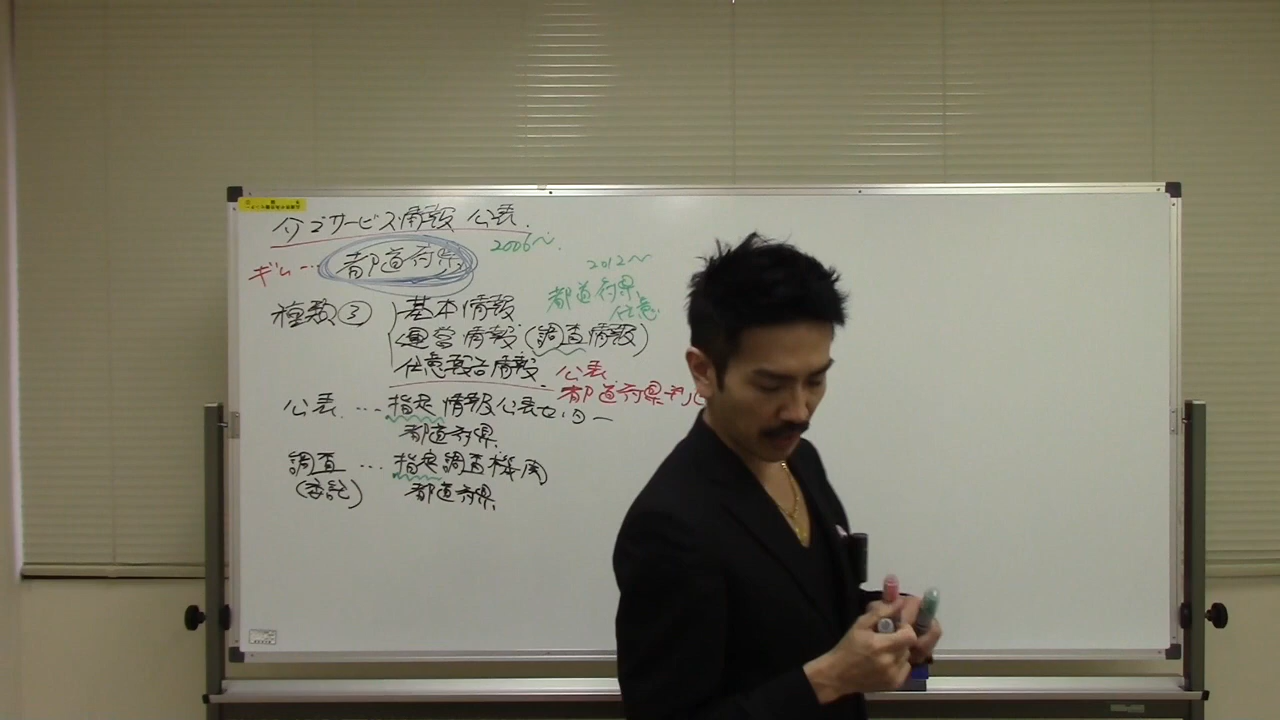 介ゴサービス情報 公表.
2006〜.
ギム… 都道府県
2012〜
都道府県
任意
種類③ 基本情報
運営情報 (調査情報)
任意報告情報. 公表
都道府県ギム
公表 … 指定情報公表センター
都道府県
調査 … 指定調査機関
(委託) 都道府県